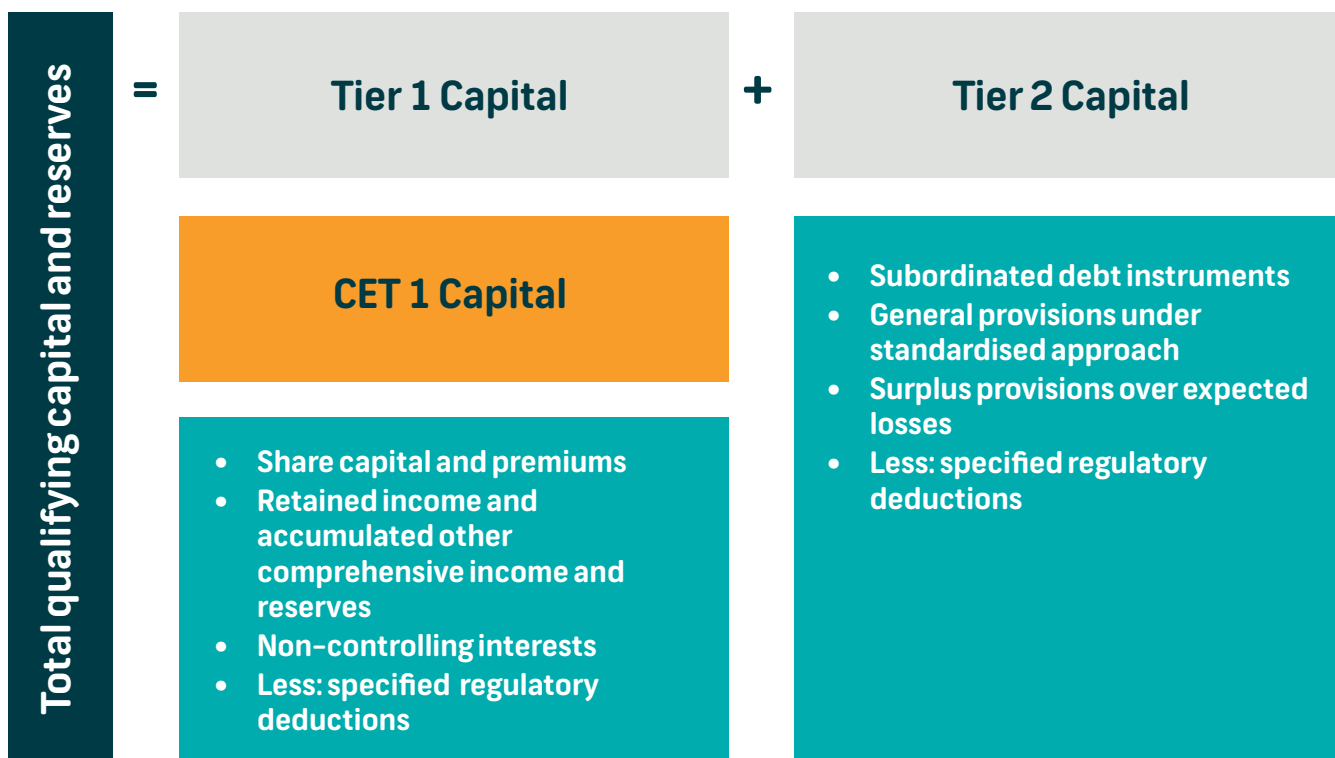 Total qualifying capital and reserves
=
Tier 1 Capital
+
Tier 2 Capital
CET 1 Capital
• Share capital and premiums
• Retained income and
accumulated other
comprehensive income and
reserves
• Non-controlling interests
• Less: specified regulatory
deductions
• Subordinated debt instruments
• General provisions under
standardised approach
• Surplus provisions over expected
losses
• Less: specified regulatory
deductions